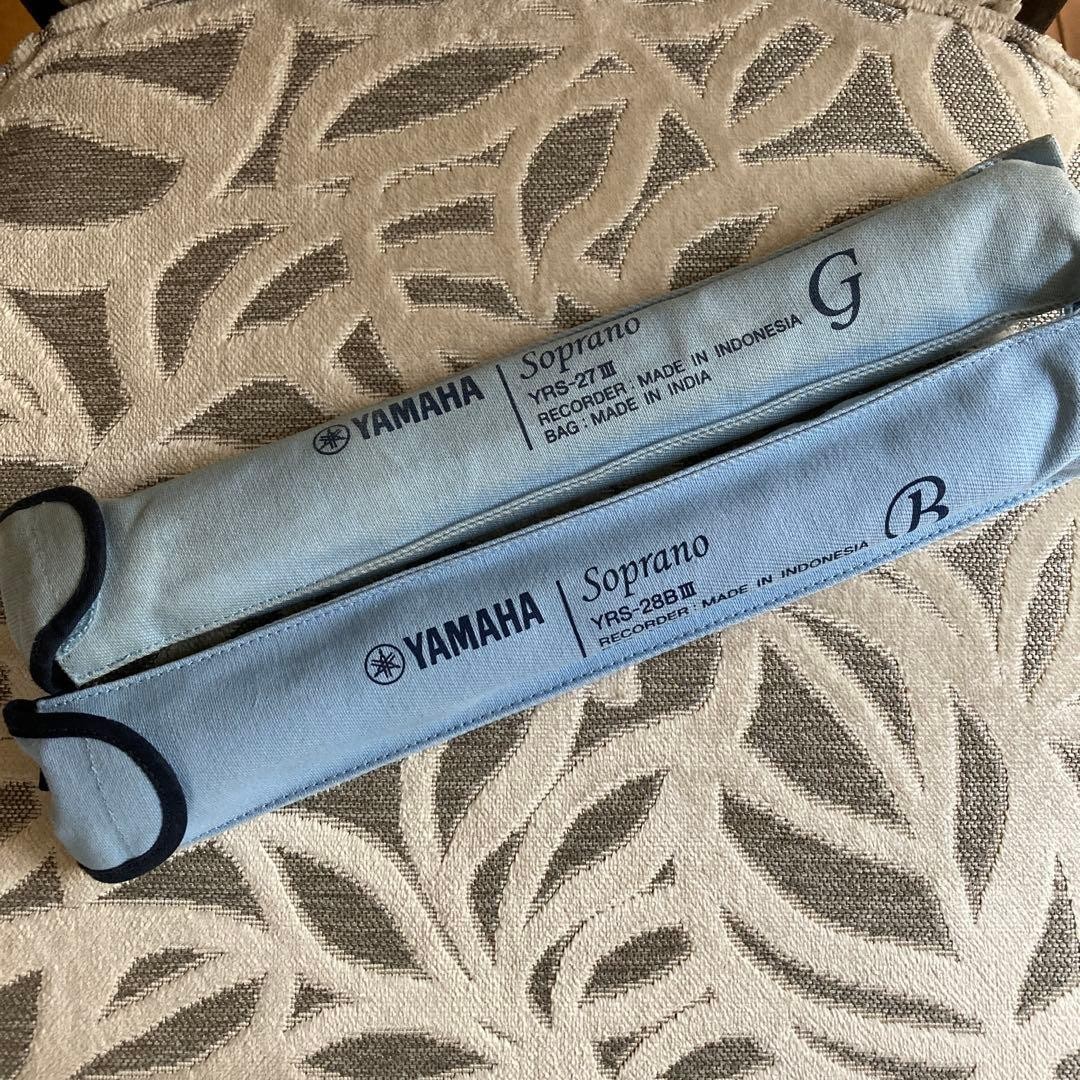 YAMAHA
Soprano
YRS-27III
RECORDER : MADE IN INDONESIA
BAG : MADE IN INDIA
G
YAMAHA
Soprano
YRS-28BIII
RECORDER : MADE IN INDONESIA
B